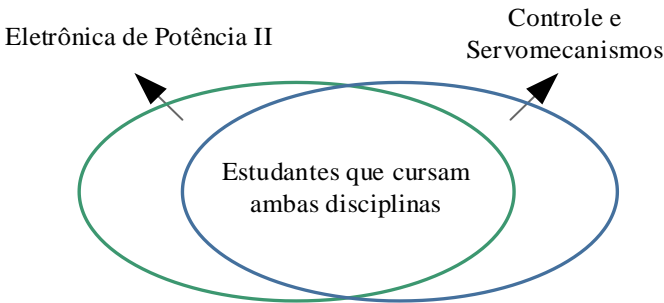 Eletrônica de Potência II
Controle e
Servomecanismos
Estudantes que cursam
ambas disciplinas